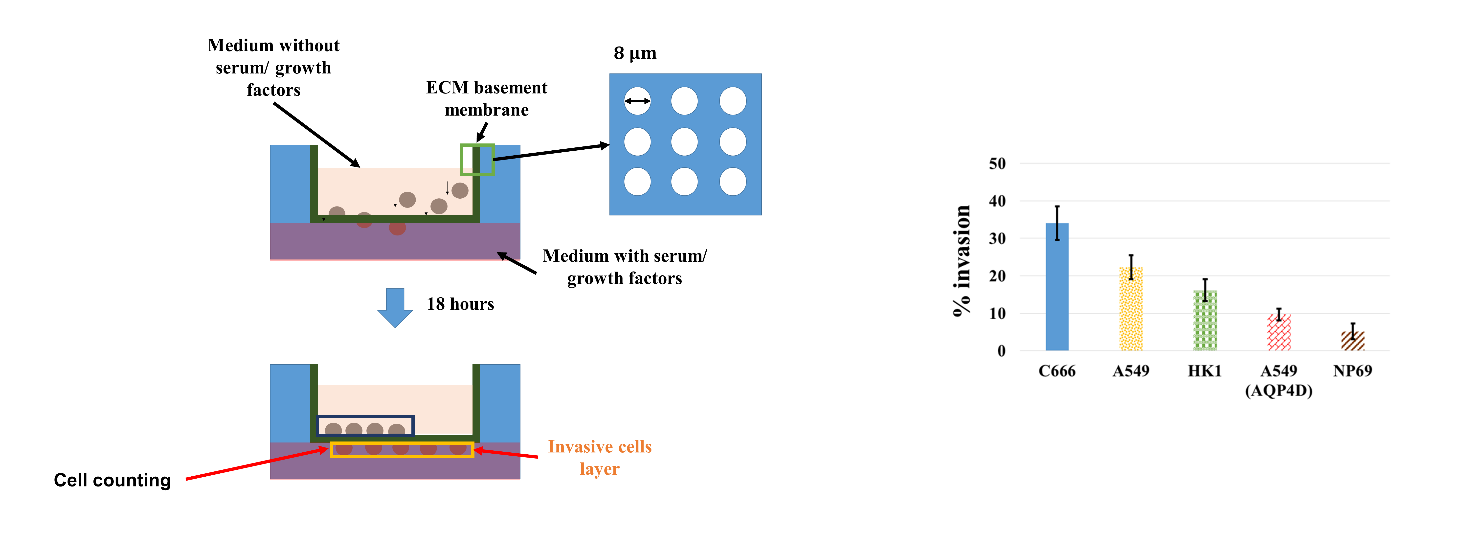 Medium without
serum/ growth
factors
ECM basement
membrane
8 µm
Medium with serum/
growth factors
18 hours
Cell counting
Invasive cells
layer
% invasion
50
40
30
20
10
0
C666
A549
HK1
A549
(AQP4D)
NP69